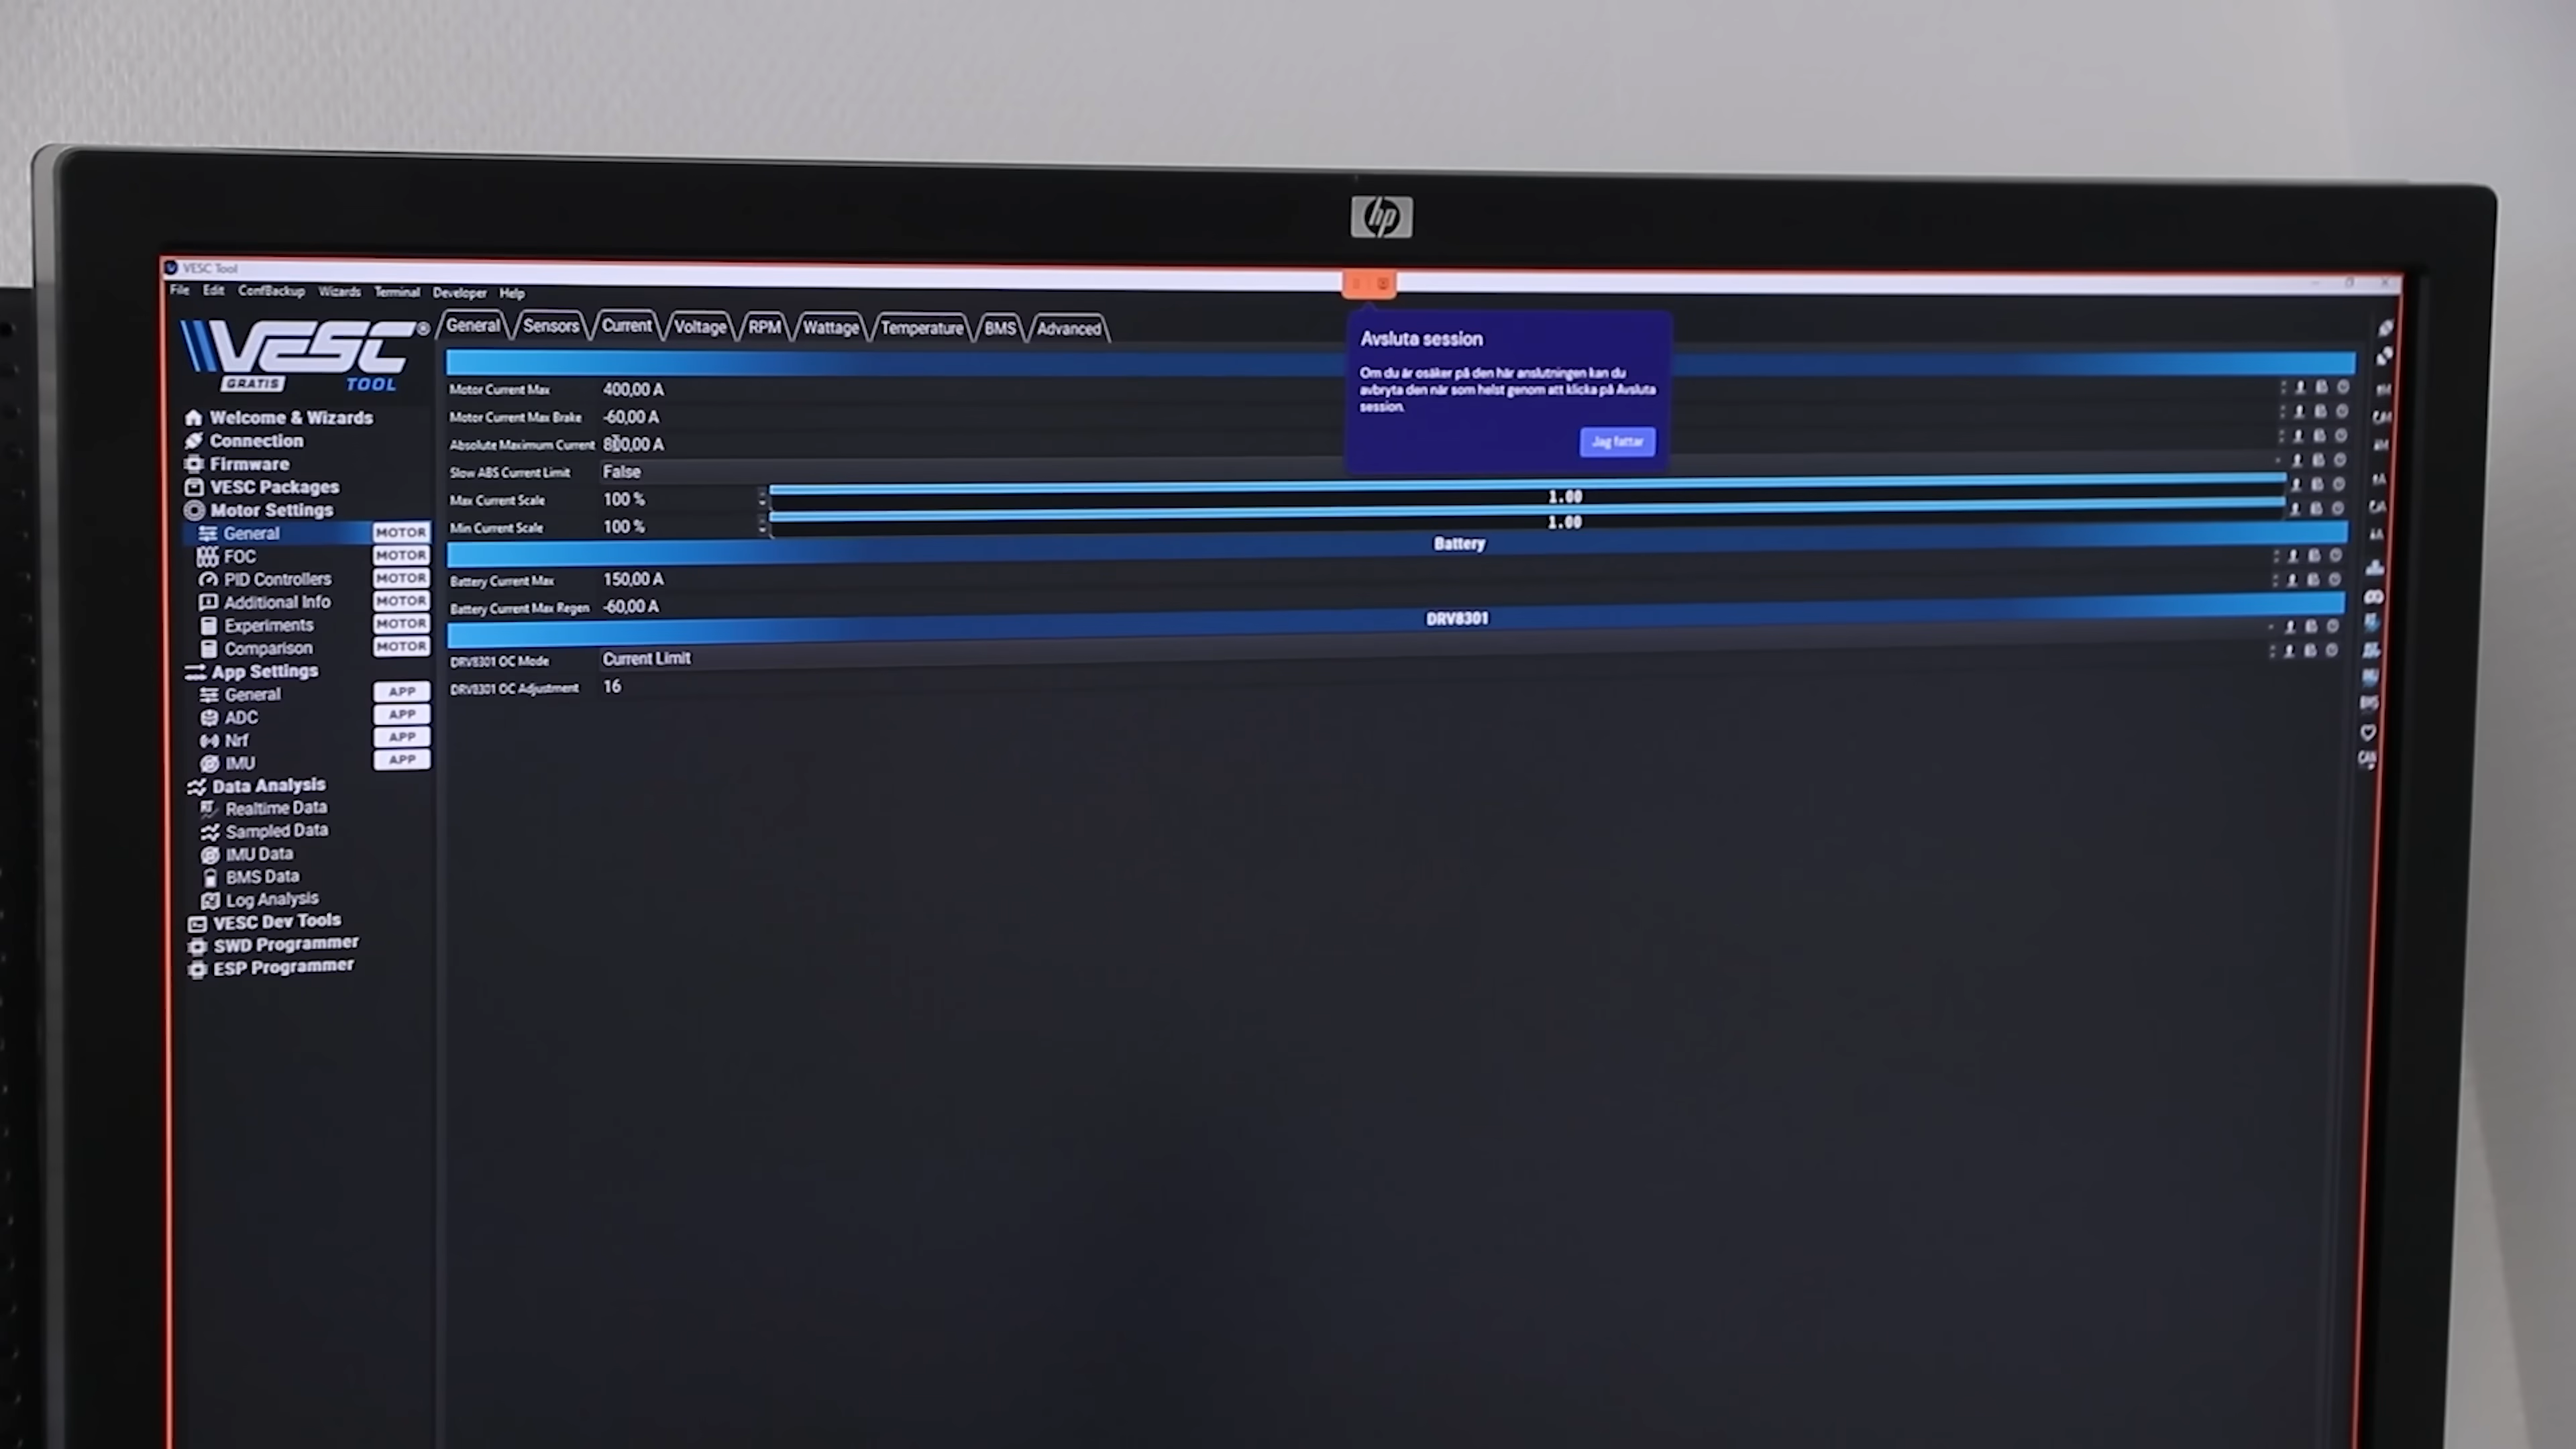 hp
VESC Tool
File Edit ConfBackup Wizards Terminal Developer Help
VESC®
GRATIS TOOL
General Sensors Current Voltage RPM Wattage Temperature BMS Advanced
Welcome & Wizards
Connection
Firmware
VESC Packages
Motor Settings
General MOTOR
FOC MOTOR
PID Controllers MOTOR
Additional Info MOTOR
Experiments MOTOR
Comparison MOTOR
App Settings
General APP
ADC APP
Nrf APP
IMU APP
Data Analysis
Realtime Data
Sampled Data
IMU Data
BMS Data
Log Analysis
VESC Dev Tools
SWD Programmer
ESP Programmer
Motor Current Max 400,00 A
Motor Current Max Brake -60,00 A
Absolute Maximum Current 800,00 A
Slow ABS Current Limit False
Max Current Scale 100 % 1.00
Min Current Scale 100 % 1.00
Battery
Battery Current Max 150,00 A
Battery Current Max Regen -60,00 A
DRV8301
DRV8301 OC Mode Current Limit
DRV8301 OC Adjustment 16
Avsluta session
Om du är osäker på den här anslutningen kan du
avbryta den när som helst genom att klicka på Avsluta
session.
Jag fattar
BMS
CAN